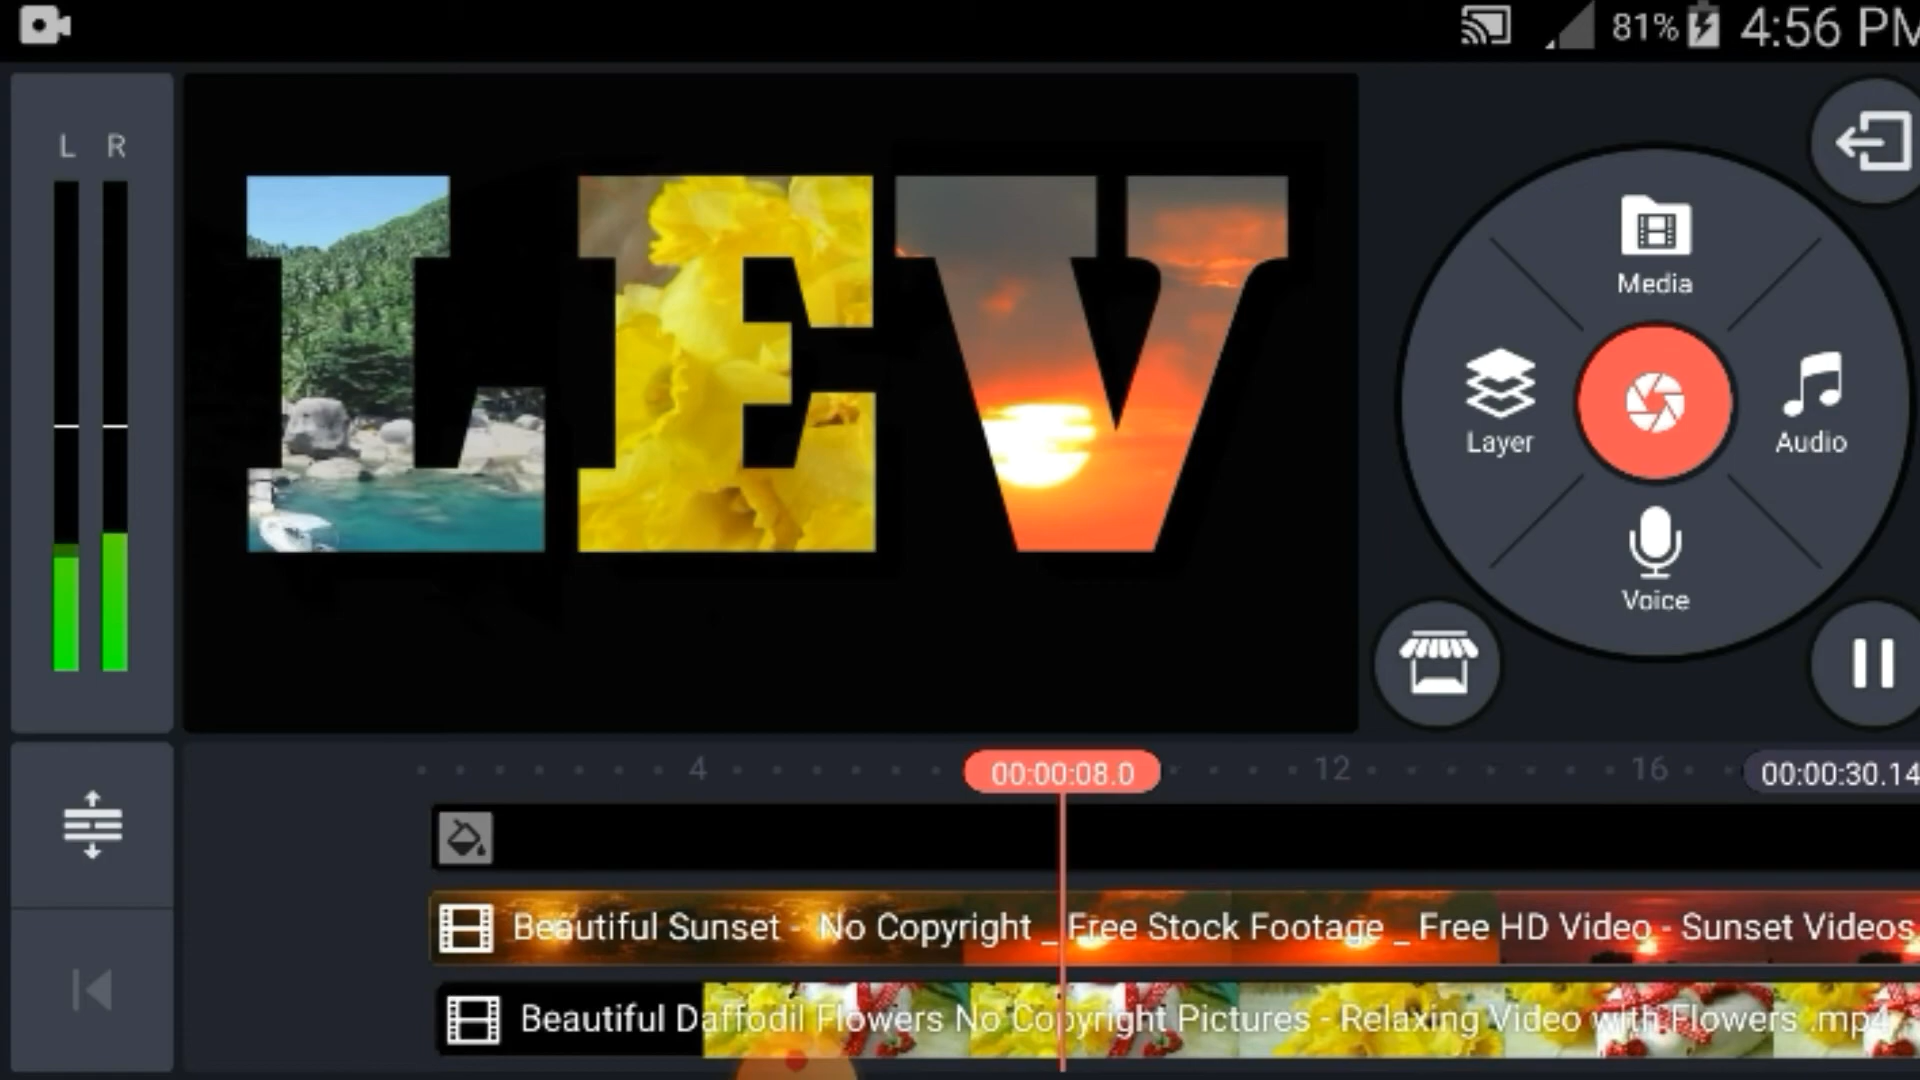 81% 4:56 PM
L R
LEV
Media
Layer
Audio
Voice
4 00:00:08.0 12 16 00:00:30.14
Beautiful Sunset - No Copyright _ Free Stock Footage _ Free HD Video - Sunset Videos
Beautiful Daffodil Flowers No Copyright Pictures - Relaxing Video with Flowers .mp4